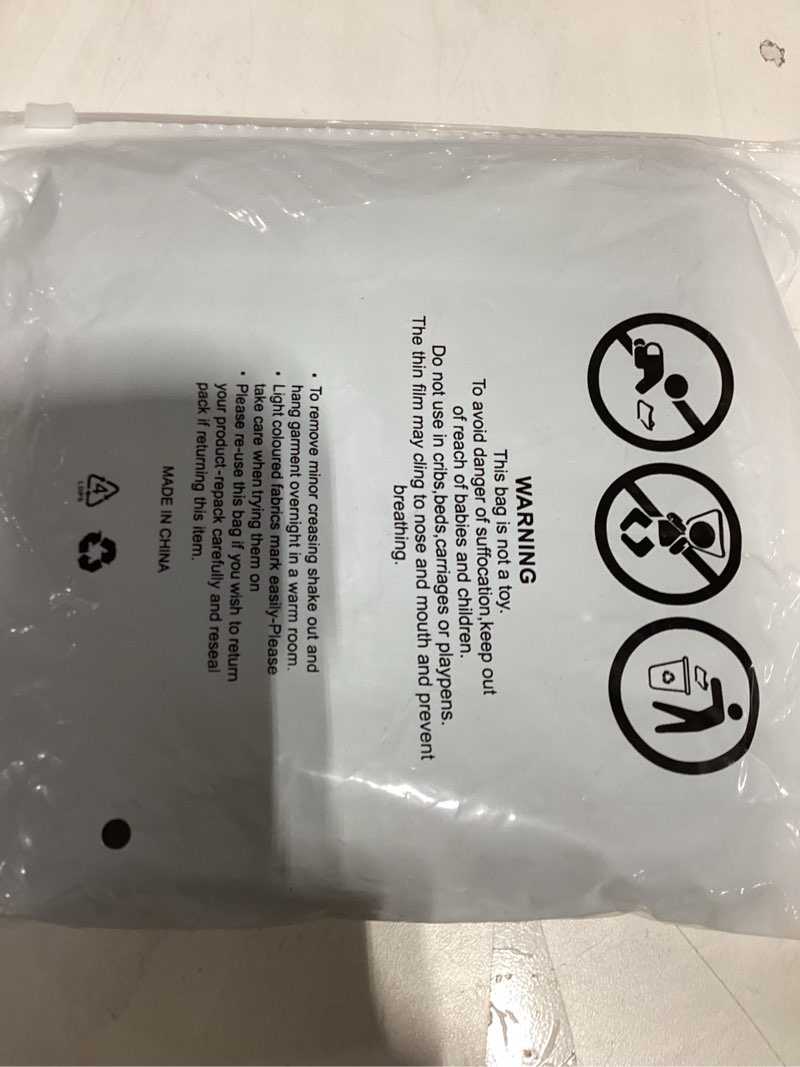 WARNING
This bag is not a toy.
To avoid danger of suffocation,keep out
of reach of babies and children.
Do not use in cribs,beds,carriages or playpens.
The thin film may cling to nose and mouth and prevent
breathing.
• To remove minor creasing shake out and
hang garment overnight in a warm room.
• Light coloured fabrics mark easily-Please
take care when trying them on
• Please re-use this bag if you wish to return
your product-repack carefully and reseal
pack if returning this item.
MADE IN CHINA
4
LDPE